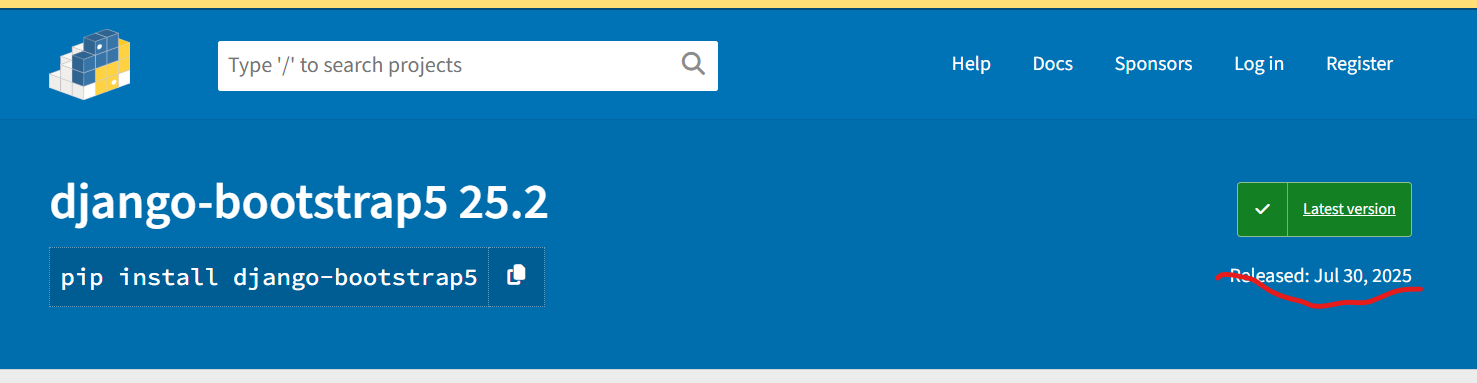 Type '/' to search projects
Help
Docs
Sponsors
Log in
Register
django-bootstrap5 25.2
Latest version
pip install django-bootstrap5
Released: Jul 30, 2025